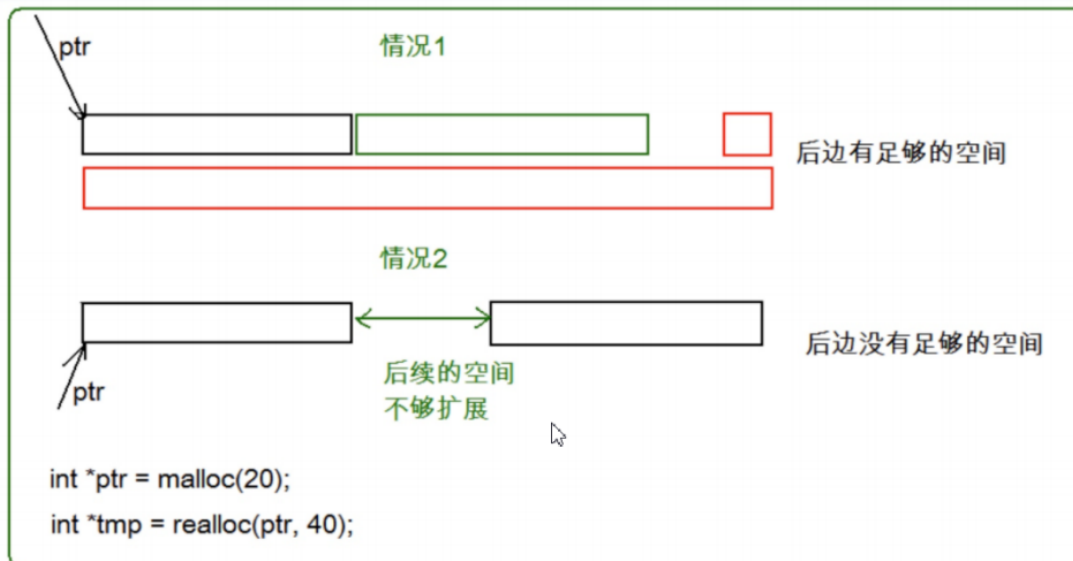 ptr
情况1
后边有足够的空间
情况2
后边没有足够的空间
ptr
后续的空间
不够扩展
int *ptr = malloc(20);
int *tmp = realloc(ptr, 40);